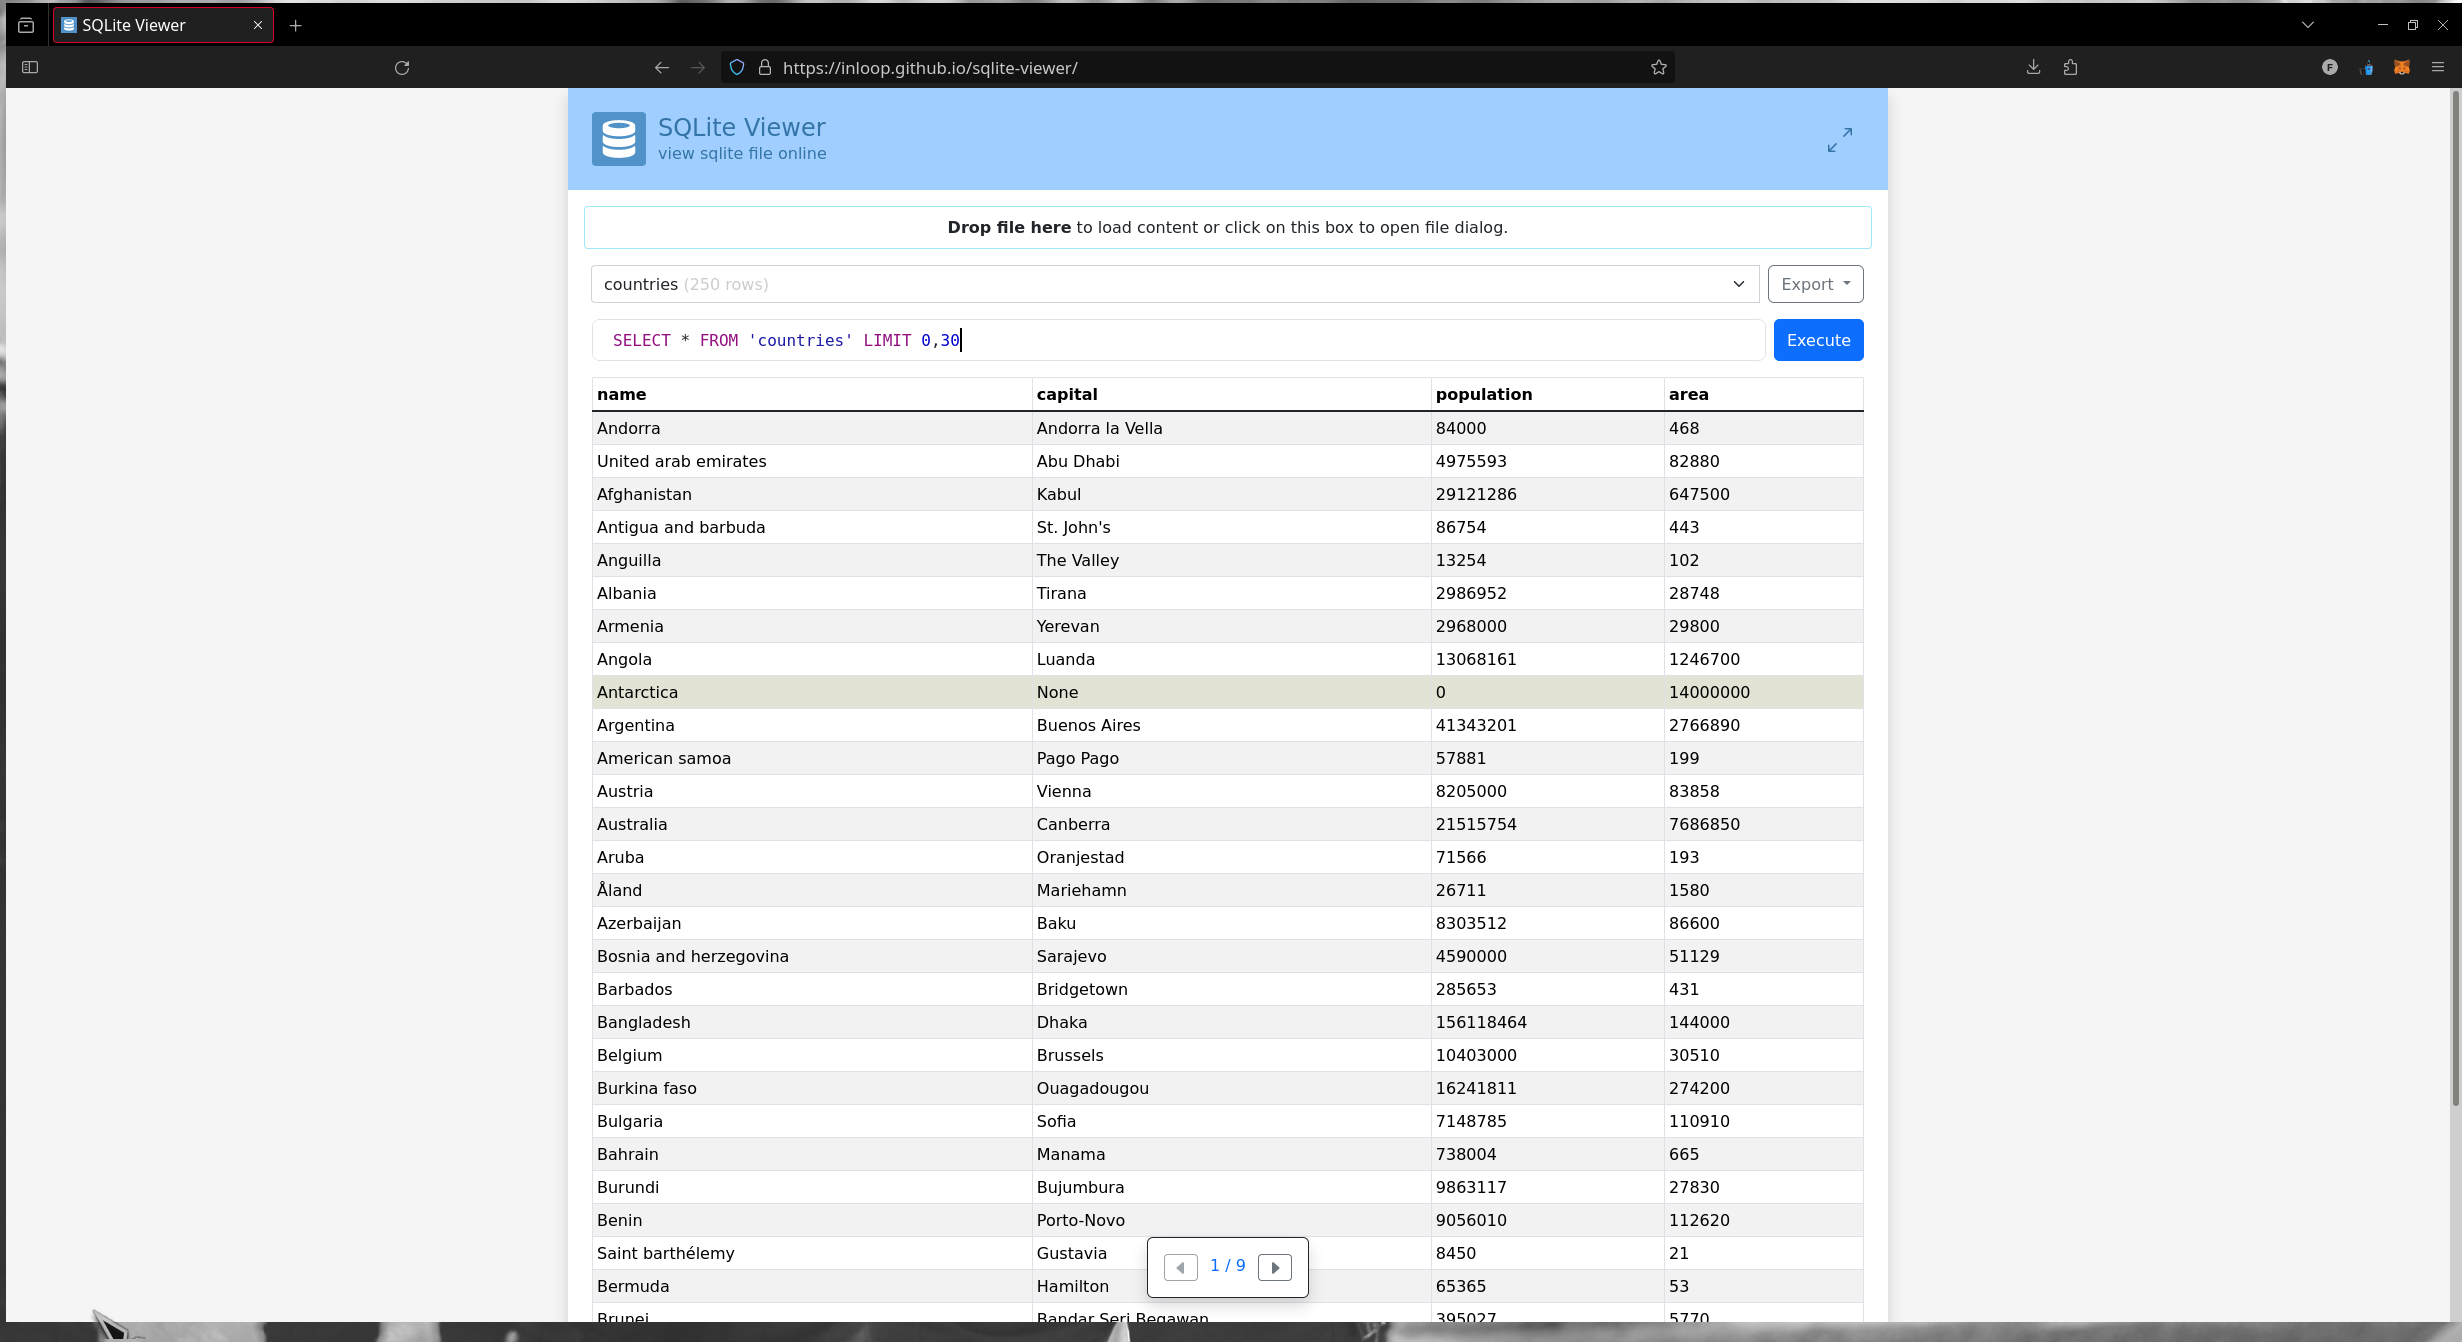 SQLite Viewer
https://inloop.github.io/sqlite-viewer/
F
SQLite Viewer
view sqlite file online
Drop file here to load content or click on this box to open file dialog.
countries (250 rows)
Export
SELECT * FROM 'countries' LIMIT 0,30
Execute
name capital population area
Andorra Andorra la Vella 84000 468
United arab emirates Abu Dhabi 4975593 82880
Afghanistan Kabul 29121286 647500
Antigua and barbuda St. John's 86754 443
Anguilla The Valley 13254 102
Albania Tirana 2986952 28748
Armenia Yerevan 2968000 29800
Angola Luanda 13068161 1246700
Antarctica None 0 14000000
Argentina Buenos Aires 41343201 2766890
American samoa Pago Pago 57881 199
Austria Vienna 8205000 83858
Australia Canberra 21515754 7686850
Aruba Oranjestad 71566 193
Åland Mariehamn 26711 1580
Azerbaijan Baku 8303512 86600
Bosnia and herzegovina Sarajevo 4590000 51129
Barbados Bridgetown 285653 431
Bangladesh Dhaka 156118464 144000
Belgium Brussels 10403000 30510
Burkina faso Ouagadougou 16241811 274200
Bulgaria Sofia 7148785 110910
Bahrain Manama 738004 665
Burundi Bujumbura 9863117 27830
Benin Porto-Novo 9056010 112620
Saint barthélemy Gustavia 8450 21
Bermuda Hamilton 65365 53
Brunei Bandar Seri Begawan 395027 5770
1 / 9